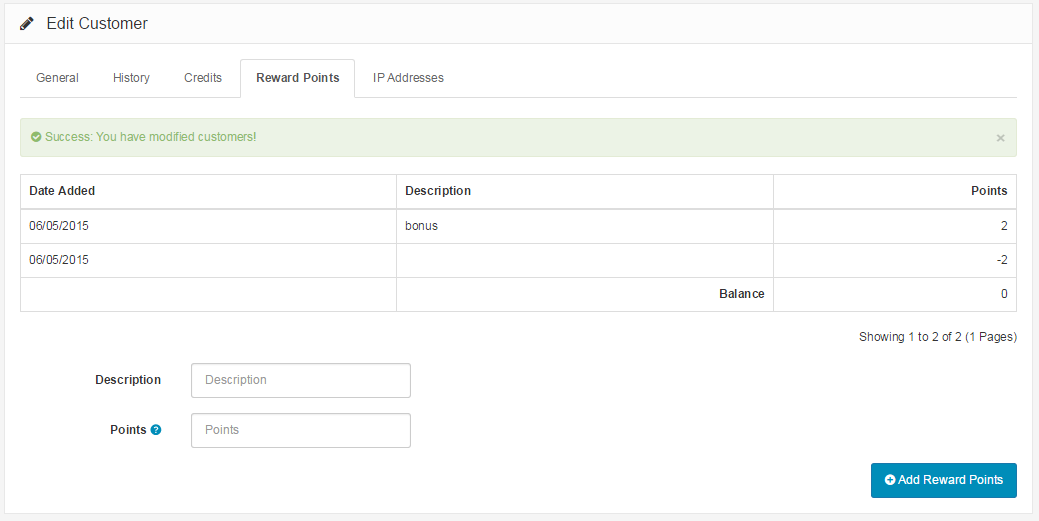 Edit Customer
General History Credits Reward Points IP Addresses
Success: You have modified customers! ×
Date Added Description Points
06/05/2015 bonus 2
06/05/2015 -2
Balance 0
Showing 1 to 2 of 2 (1 Pages)
Description Description
Points ? Points
Add Reward Points